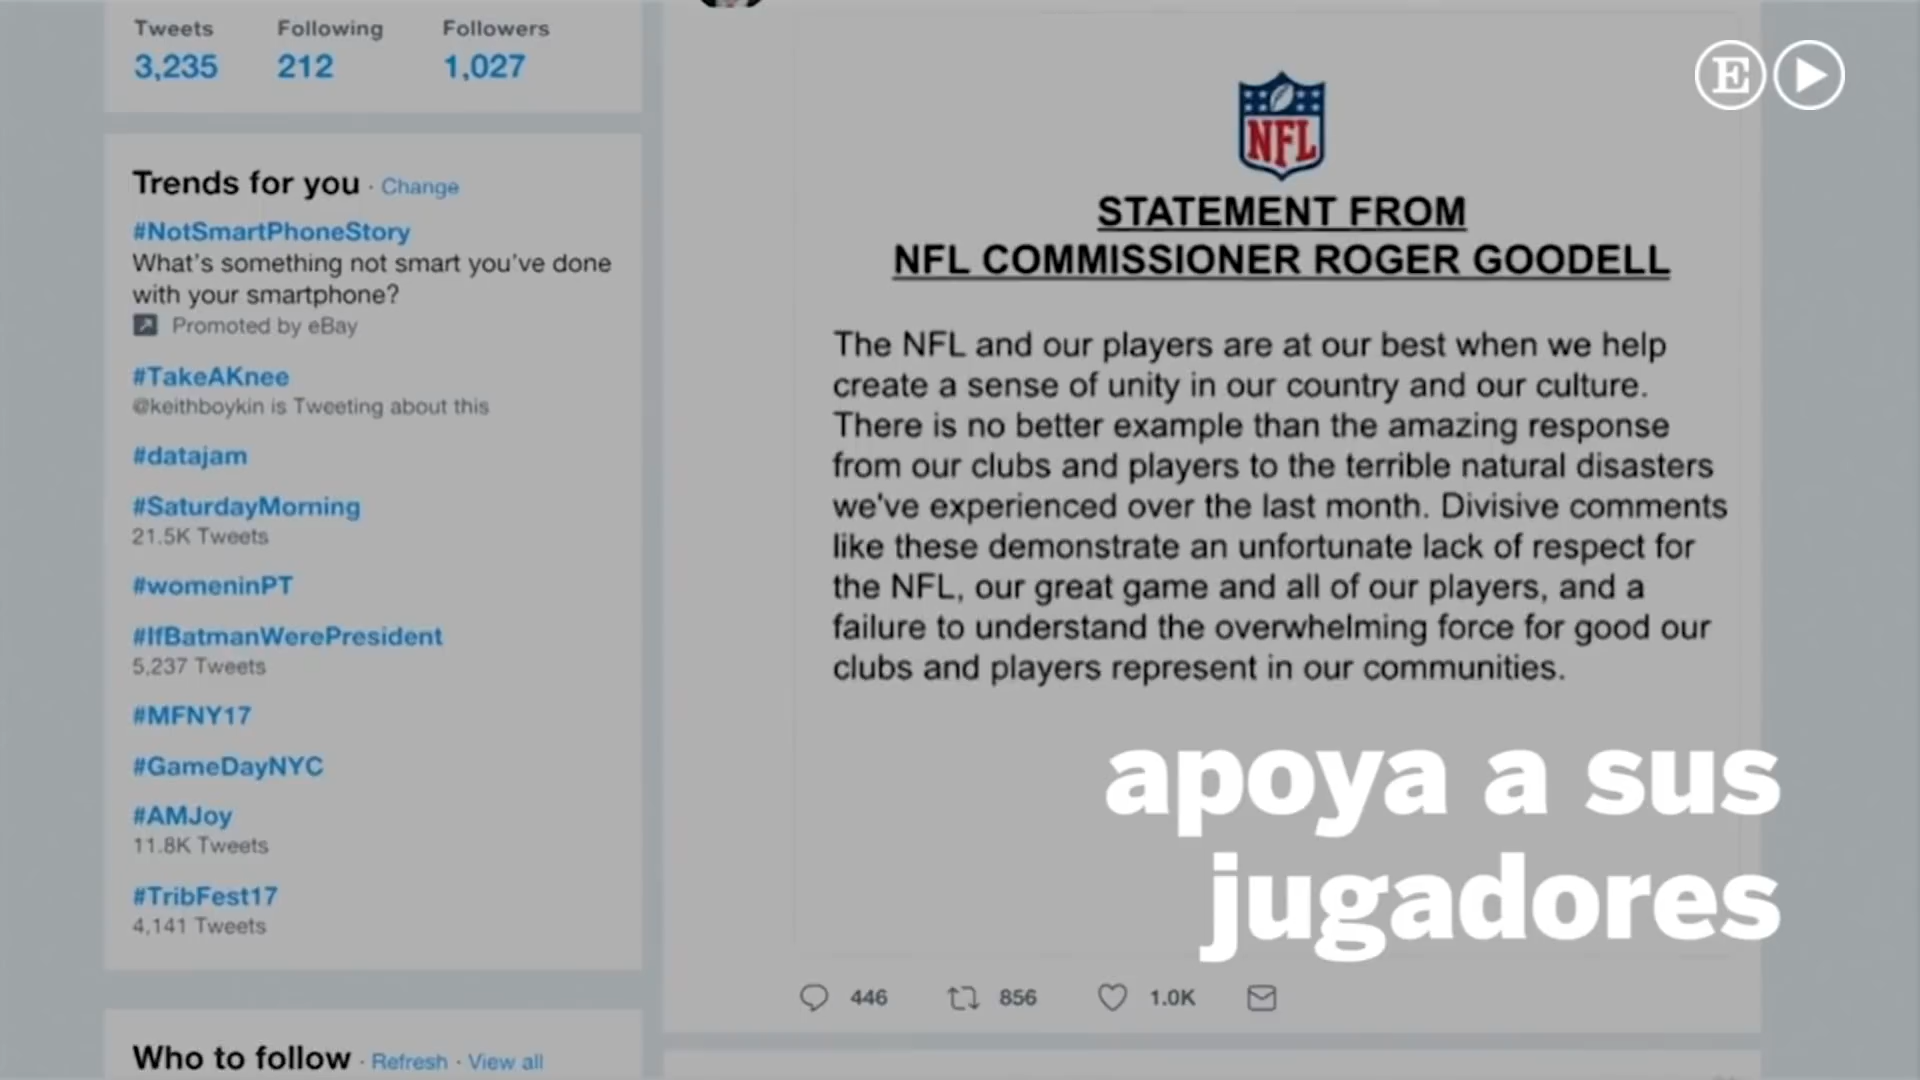 Tweets Following Followers
3,235 212 1,027
Trends for you · Change
#NotSmartPhoneStory
What's something not smart you've done
with your smartphone?
Promoted by eBay
#TakeAKnee
@keithboykin is Tweeting about this
#datajam
#SaturdayMorning
21.5K Tweets
#womeninPT
#IfBatmanWerePresident
5,237 Tweets
#MFNY17
#GameDayNYC
#AMJoy
11.8K Tweets
#TribFest17
4,141 Tweets
Who to follow · Refresh · View all
NFL
STATEMENT FROM
NFL COMMISSIONER ROGER GOODELL
The NFL and our players are at our best when we help
create a sense of unity in our country and our culture.
There is no better example than the amazing response
from our clubs and players to the terrible natural disasters
we've experienced over the last month. Divisive comments
like these demonstrate an unfortunate lack of respect for
the NFL, our great game and all of our players, and a
failure to understand the overwhelming force for good our
clubs and players represent in our communities.
446 856 1.0K
E
apoya a sus
jugadores